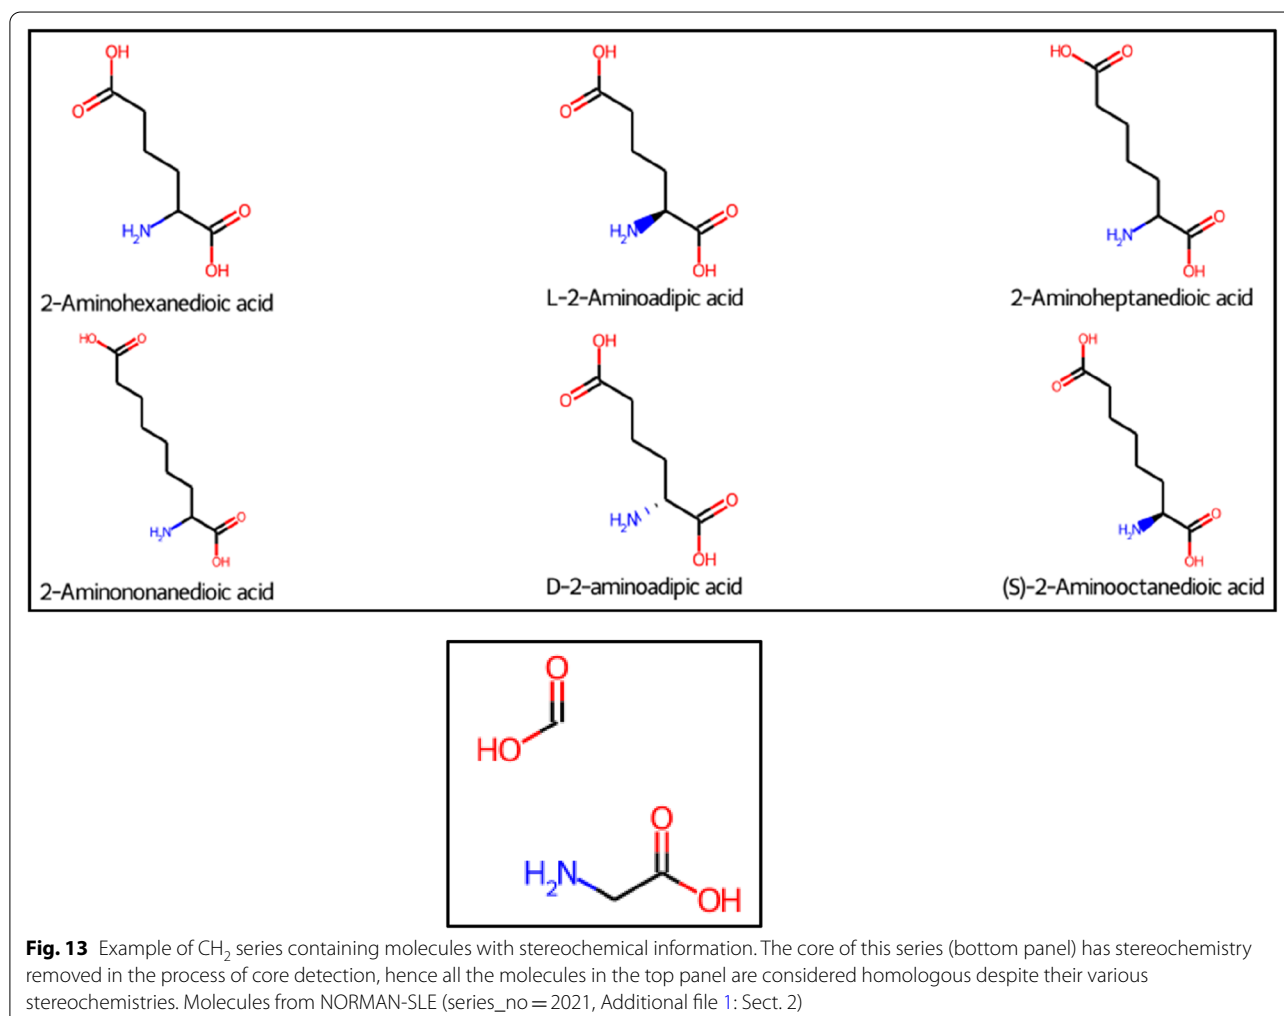 OH
O
H2N
O
OH
2-Aminohexanedioic acid
OH
O
H2N
O
OH
L-2-Aminoadipic acid
HO
O
H2N
O
OH
2-Aminoheptanedioic acid
HO
O
H2N
O
OH
2-Aminononanedioic acid
OH
O
H2N
O
OH
D-2-aminoadipic acid
OH
O
H2N
O
OH
(S)-2-Aminooctanedioic acid
O
HO
O
H2N
OH
Fig. 13 Example of CH2 series containing molecules with stereochemical information. The core of this series (bottom panel) has stereochemistry
removed in the process of core detection, hence all the molecules in the top panel are considered homologous despite their various
stereochemistries. Molecules from NORMAN-SLE (series_no = 2021, Additional file 1: Sect. 2)